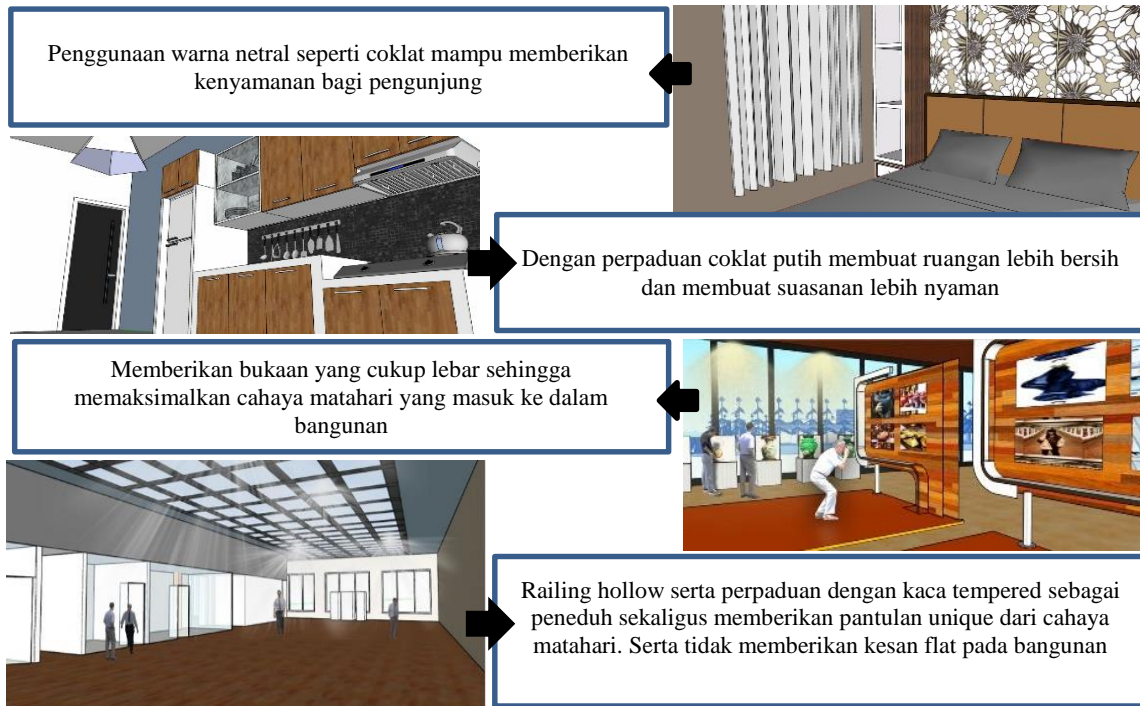 Penggunaan warna netral seperti coklat mampu memberikan
kenyamanan bagi pengunjung
Dengan perpaduan coklat putih membuat ruangan lebih bersih
dan membuat suasanan lebih nyaman
Memberikan bukaan yang cukup lebar sehingga
memaksimalkan cahaya matahari yang masuk ke dalam
bangunan
Railing hollow serta perpaduan dengan kaca tempered sebagai
peneduh sekaligus memberikan pantulan unique dari cahaya
matahari. Serta tidak memberikan kesan flat pada bangunan